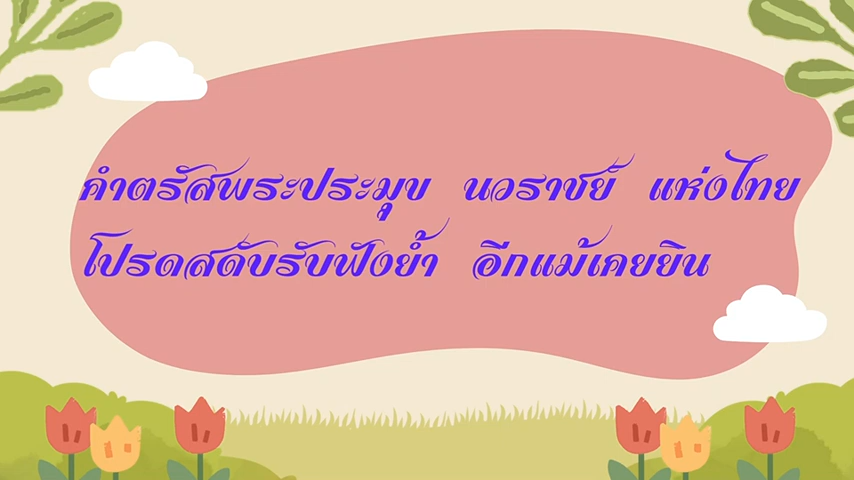 คำตรัสพระประมุข นวราชย์ แห่งไทย
โปรดสดับรับฟังย้ำ อีกแม้เคยยิน